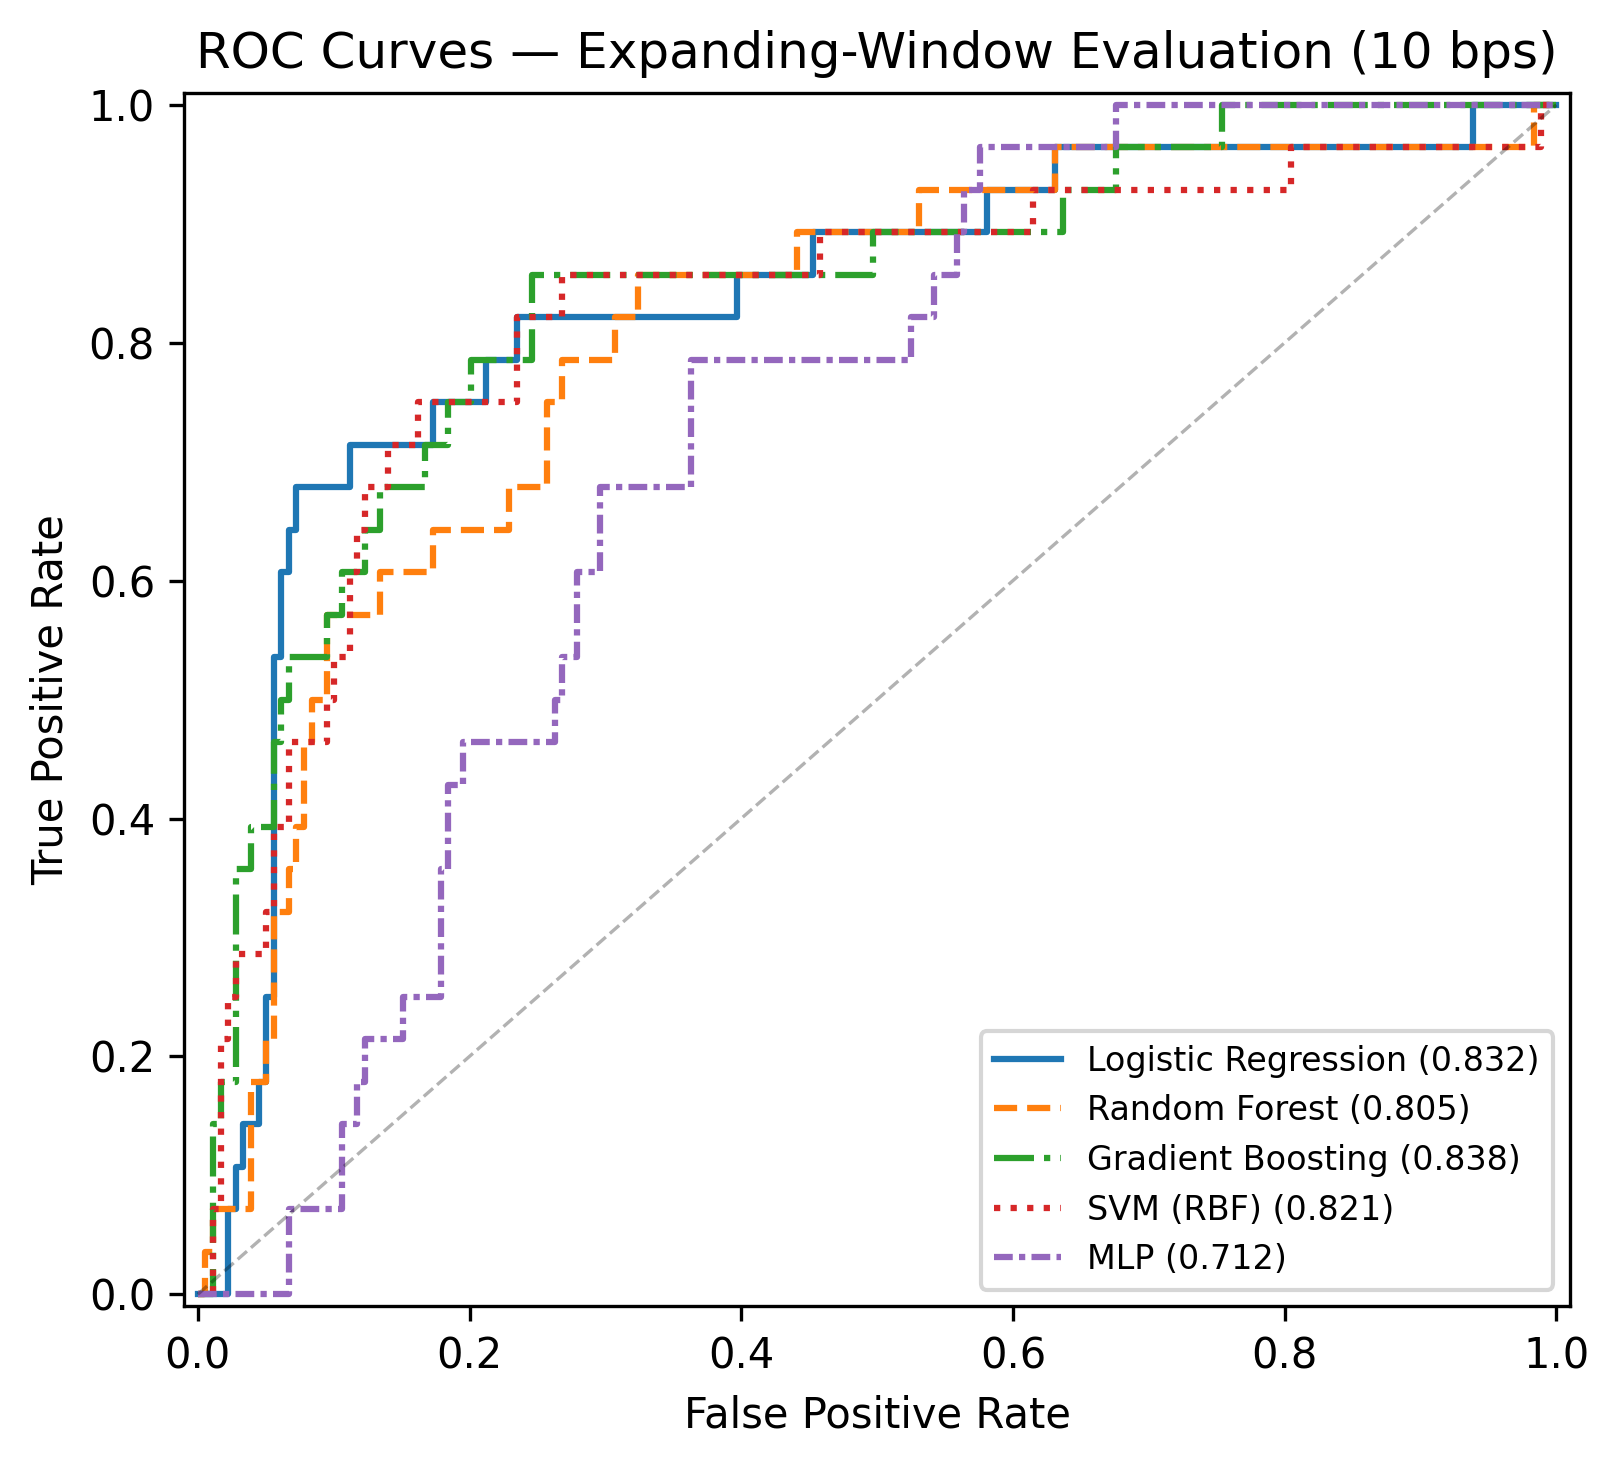 ROC Curves — Expanding-Window Evaluation (10 bps)
1.0
0.8
0.6
0.4
0.2
0.0
True Positive Rate
0.0 0.2 0.4 0.6 0.8 1.0
False Positive Rate
Logistic Regression (0.832)
Random Forest (0.805)
Gradient Boosting (0.838)
SVM (RBF) (0.821)
MLP (0.712)